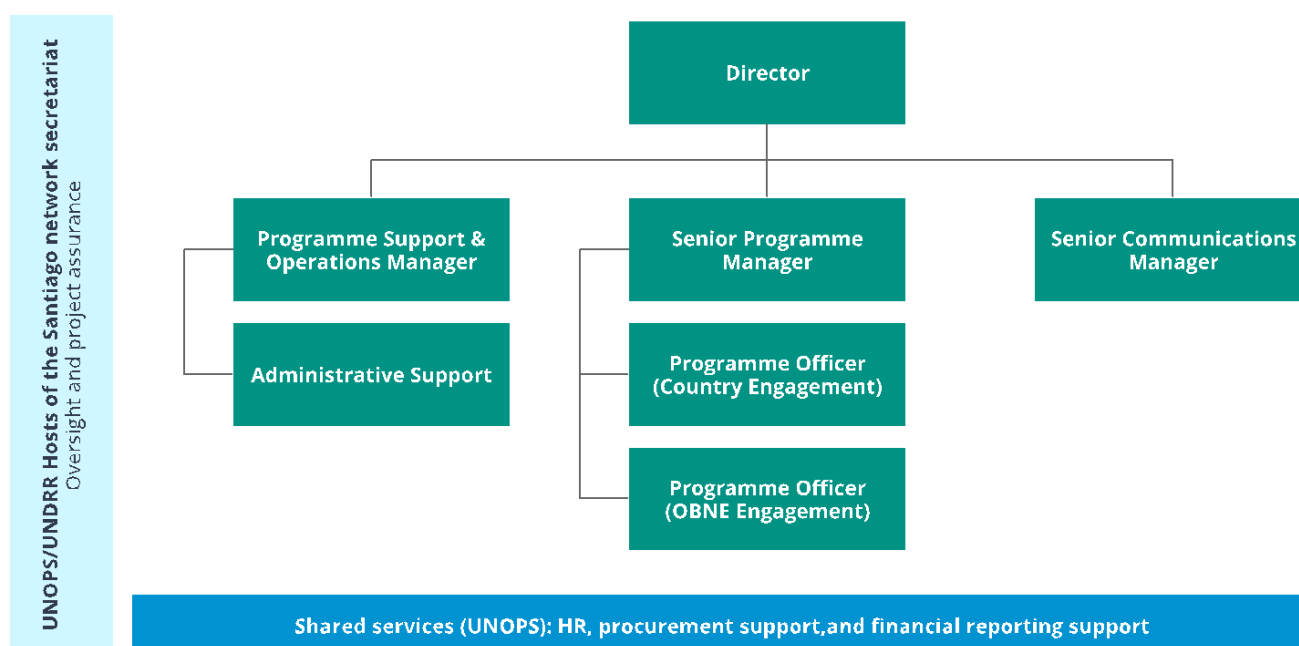 UNOPS/UNDRR Hosts of the Santiago network secretariat
Oversight and project assurance
Director
Programme Support &
Operations Manager
Senior Programme
Manager
Senior Communications
Manager
Administrative Support
Programme Officer
(Country Engagement)
Programme Officer
(OBNE Engagement)
Shared services (UNOPS): HR, procurement support,and financial reporting support